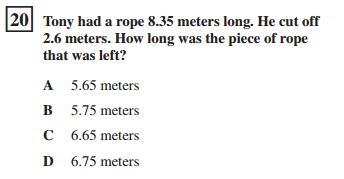 20 Tony had a rope 8.35 meters long. He cut off
2.6 meters. How long was the piece of rope
that was left?
A 5.65 meters
B 5.75 meters
C 6.65 meters
D 6.75 meters